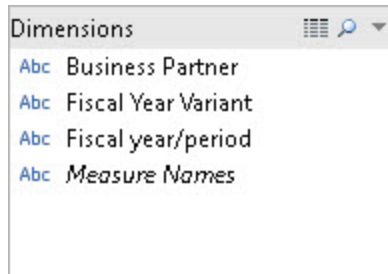 Dimensions
Abc Business Partner
Abc Fiscal Year Variant
Abc Fiscal year/period
Abc Measure Names